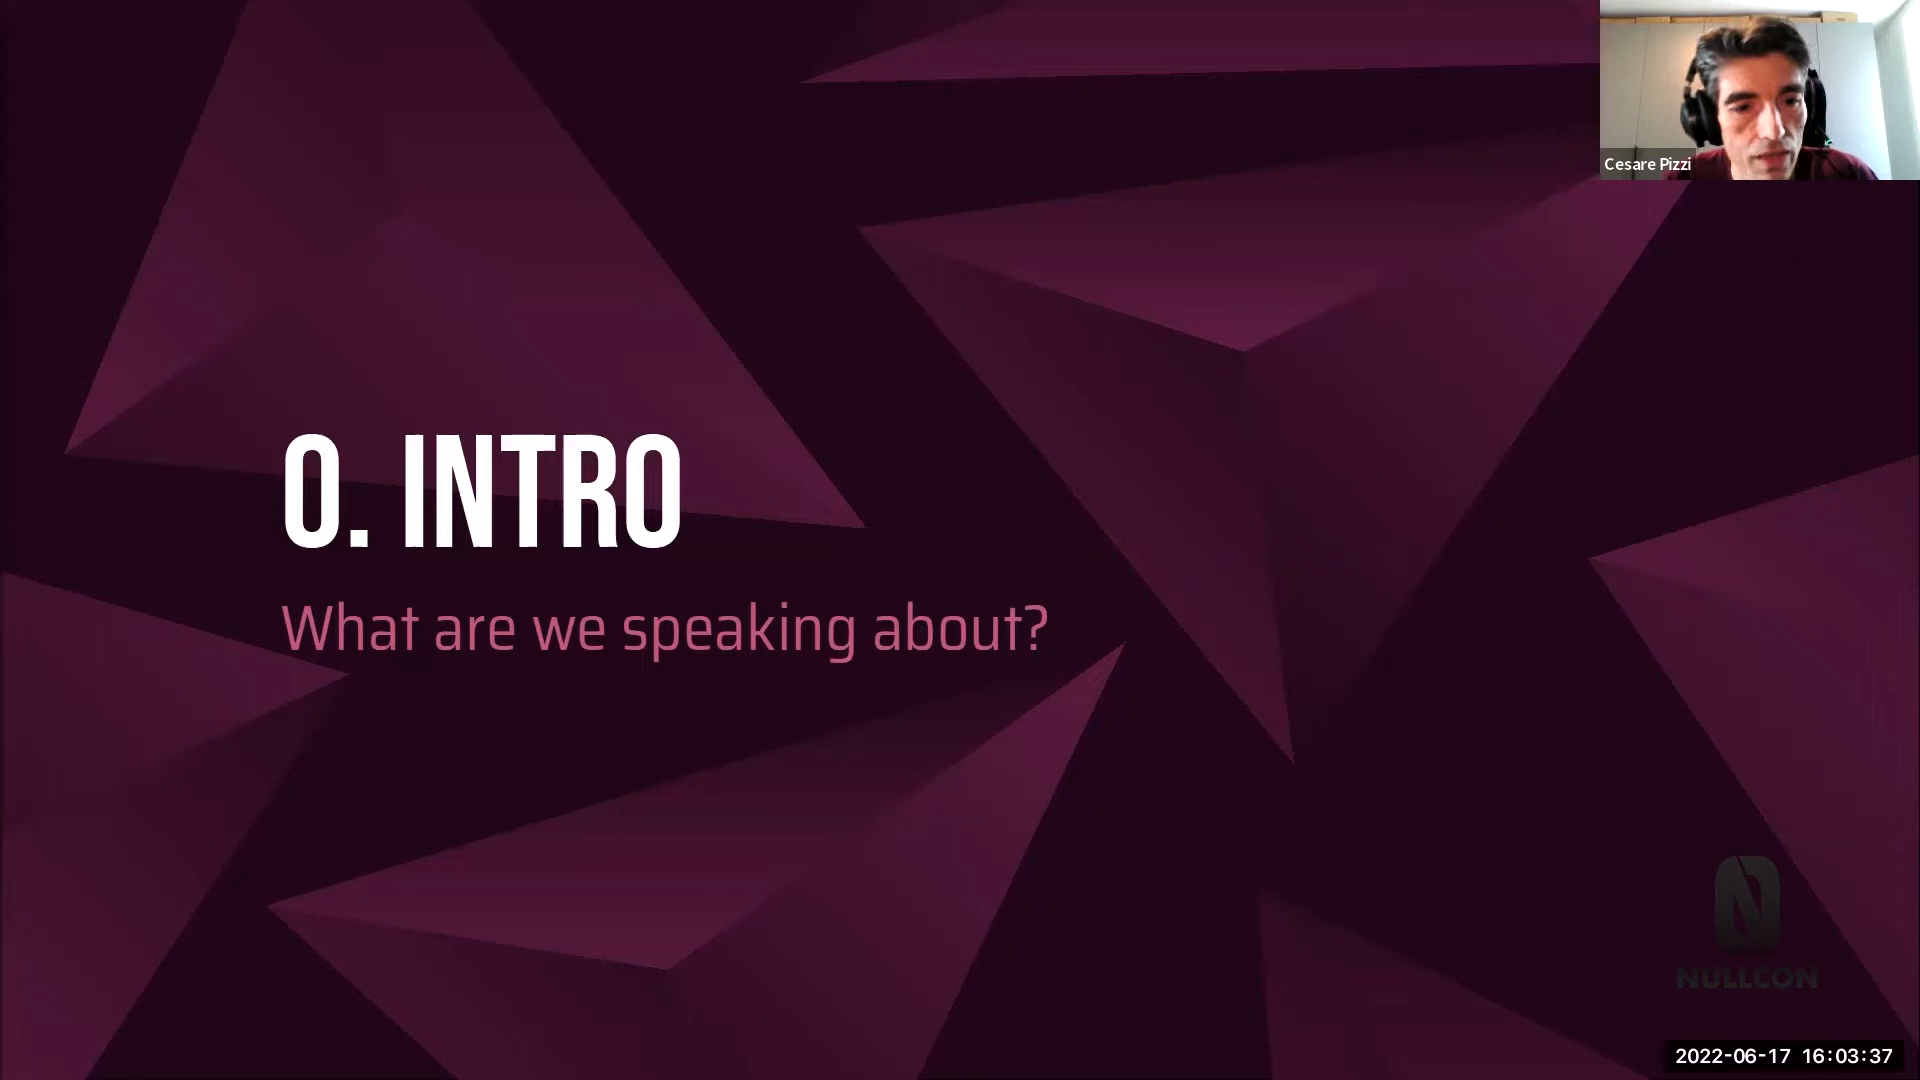 Cesare Pizzi
0. INTRO
What are we speaking about?
NULLCON
2022-06-17 16:03:37